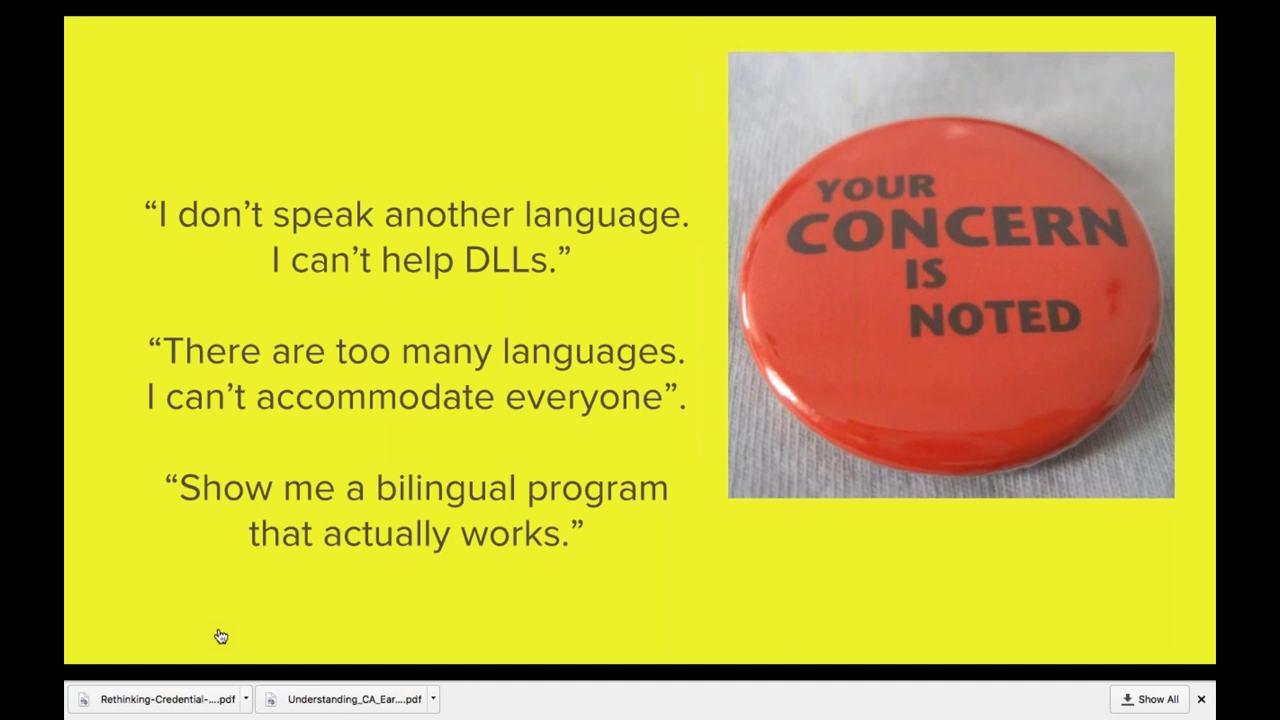 “I don’t speak another language.
I can’t help DLLs.”
“There are too many languages.
I can’t accommodate everyone”.
“Show me a bilingual program
that actually works.”
YOUR
CONCERN
IS
NOTED
Rethinking-Credential-....pdf
Understanding_CA_Ear....pdf
Show All